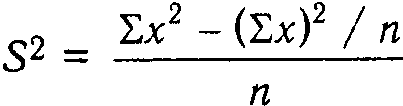 S² = (Σx² − (Σx)² / n) / n